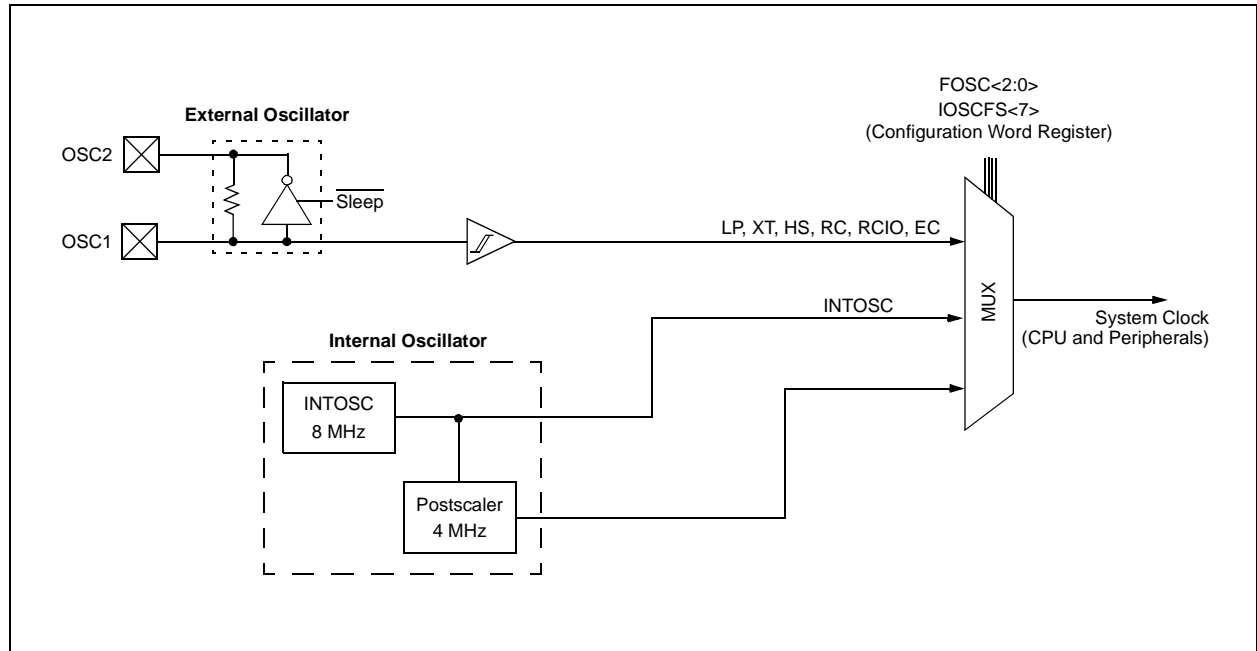 FOSC<2:0>
IOSCFS<7>
(Configuration Word Register)
External Oscillator
OSC2
Sleep
OSC1
LP, XT, HS, RC, RCIO, EC
MUX
INTOSC
System Clock
(CPU and Peripherals)
Internal Oscillator
INTOSC
8 MHz
Postscaler
4 MHz